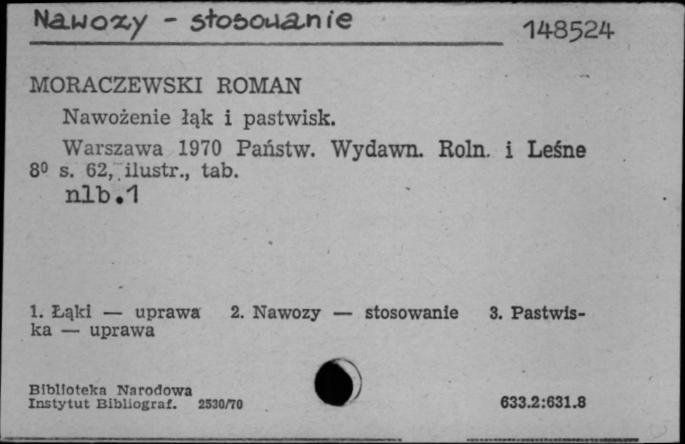 Nawozy - stosowanie
148524
MORACZEWSKI ROMAN
Nawożenie łąk i pastwisk.
Warszawa 1970 Państw. Wydawn. Roln. i Leśne
8⁰ s. 62, ilustr., tab.
nlb.1
1. Łąki — uprawa 2. Nawozy — stosowanie 3. Pastwis-
ka — uprawa
Biblioteka Narodowa
Instytut Bibliograf. 2530/70
633.2:631.8